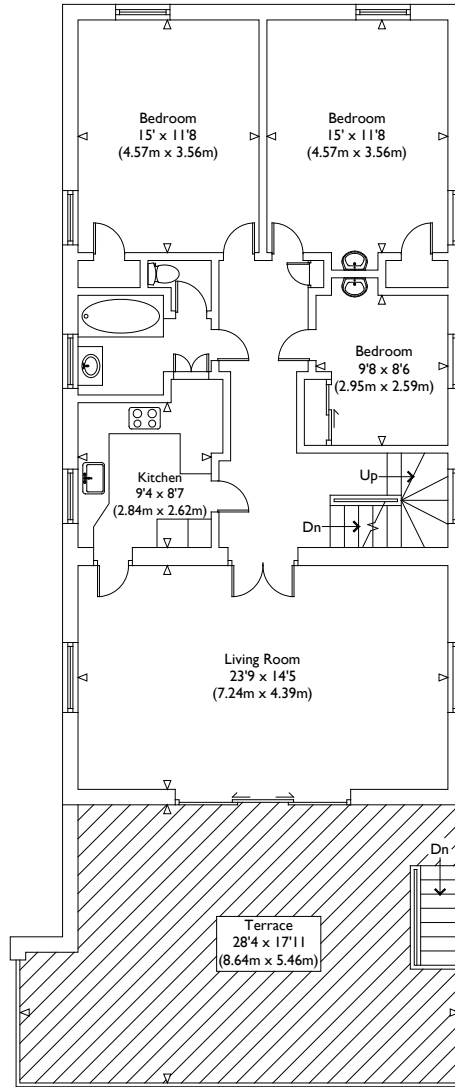 Bedroom
15' x 11'8
(4.57m x 3.56m)
Bedroom
15' x 11'8
(4.57m x 3.56m)
Bedroom
9'8 x 8'6
(2.95m x 2.59m)
Kitchen
9'4 x 8'7
(2.84m x 2.62m)
Up
Dn
Living Room
23'9 x 14'5
(7.24m x 4.39m)
Dn
Terrace
28'4 x 17'11
(8.64m x 5.46m)